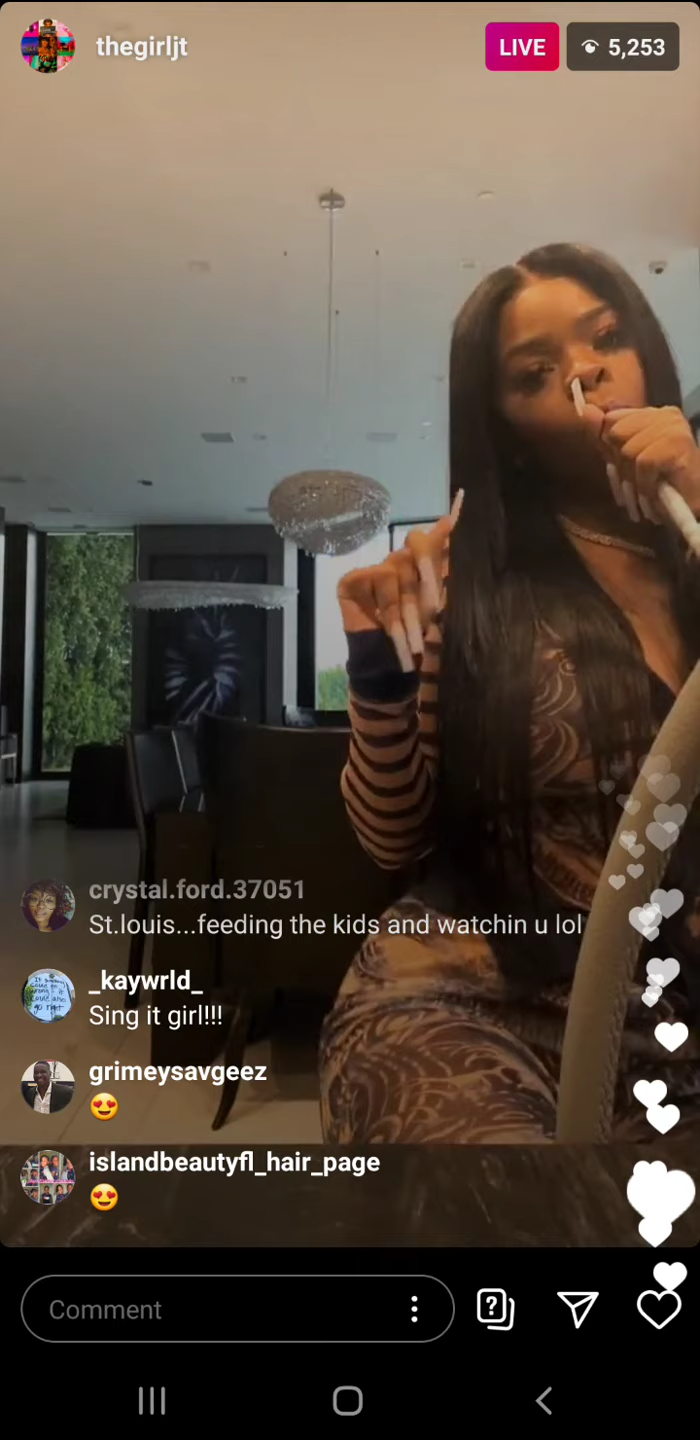 thegirljt
LIVE
5,253
crystal.ford.37051
St.louis...feeding the kids and watchin u lol
_kaywrld_
Sing it girl!!!
grimeysavgeez
😍
islandbeautyfl_hair_page
😍
Comment